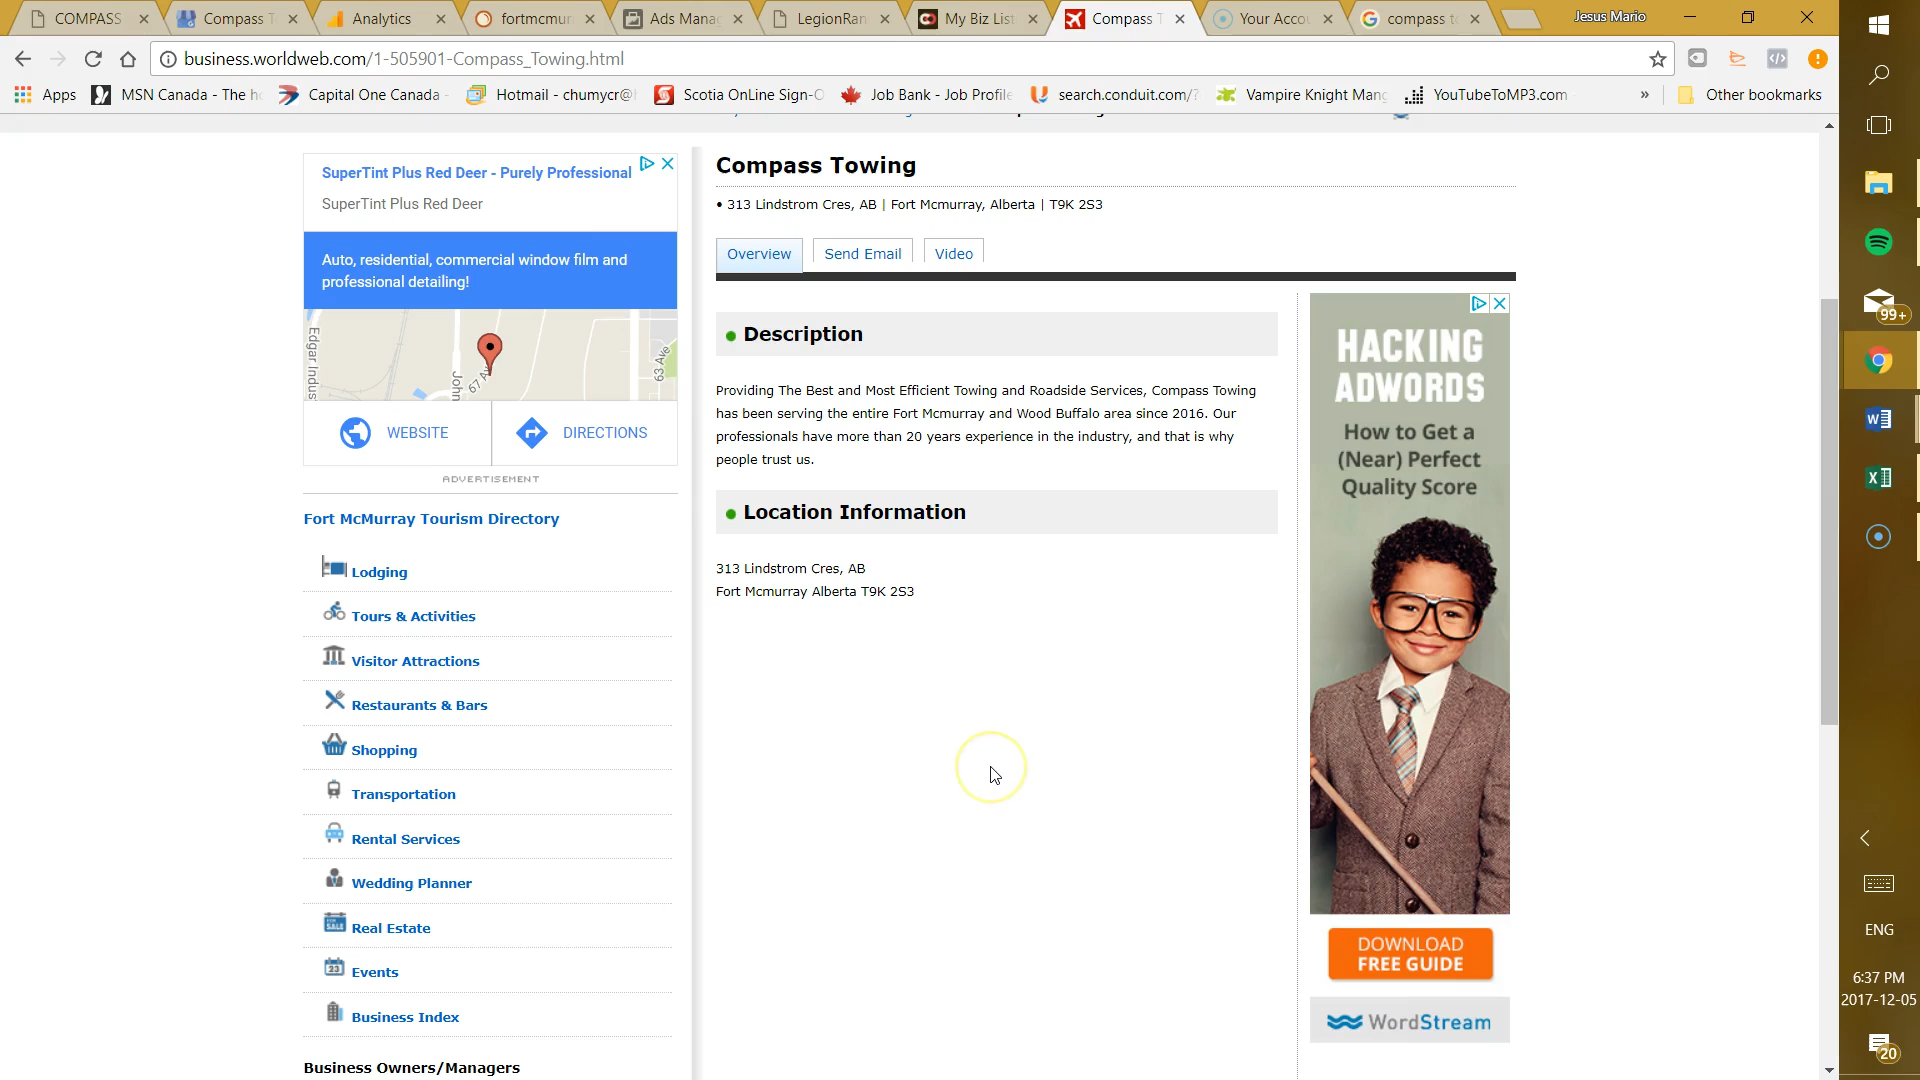 COMPASS
Compass T
Analytics
fortmcmur
Ads Mana
LegionRan
My Biz List
Compass T
Your Accou
compass to
Jesus Mario
business.worldweb.com/1-505901-Compass_Towing.html
Apps
MSN Canada - The h
Capital One Canada -
Hotmail - chumycr@
Scotia OnLine Sign-O
Job Bank - Job Profile
search.conduit.com/?
Vampire Knight Mang
YouTubeToMP3.com
»
Other bookmarks
SuperTint Plus Red Deer - Purely Professional
SuperTint Plus Red Deer
Auto, residential, commercial window film and
professional detailing!
Edgar Indus
John
67 A
63 Ave
WEBSITE
DIRECTIONS
ADVERTISEMENT
Fort McMurray Tourism Directory
Lodging
Tours & Activities
Visitor Attractions
Restaurants & Bars
Shopping
Transportation
Rental Services
Wedding Planner
Real Estate
Events
Business Index
Business Owners/Managers
Compass Towing
• 313 Lindstrom Cres, AB | Fort Mcmurray, Alberta | T9K 2S3
Overview
Send Email
Video
Description
Providing The Best and Most Efficient Towing and Roadside Services, Compass Towing
has been serving the entire Fort Mcmurray and Wood Buffalo area since 2016. Our
professionals have more than 20 years experience in the industry, and that is why
people trust us.
Location Information
313 Lindstrom Cres, AB
Fort Mcmurray Alberta T9K 2S3
HACKING
ADWORDS
How to Get a
(Near) Perfect
Quality Score
DOWNLOAD
FREE GUIDE
WordStream
99+
ENG
6:37 PM
2017-12-05
20